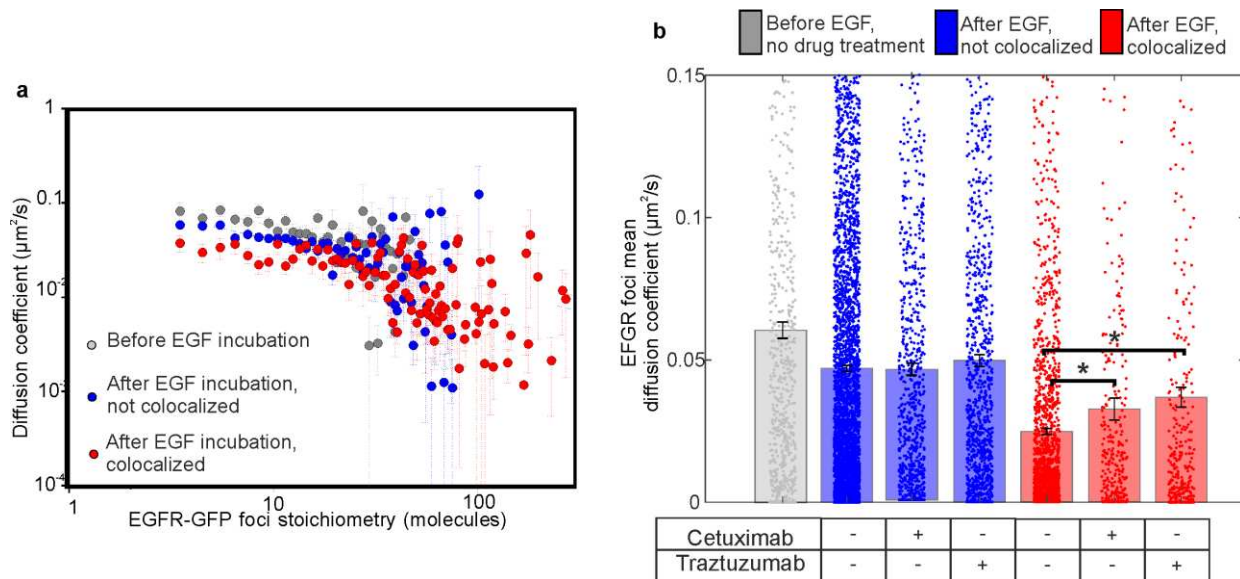 a
1
0.1
10-2
10-3
10-4
Diffusion coefficient (µm2/s)
Before EGF incubation
After EGF incubation,
not colocalized
After EGF incubation,
colocalized
1
10
100
EGFR-GFP foci stoichiometry (molecules)
b
Before EGF,
no drug treatment
After EGF,
not colocalized
After EGF,
colocalized
0.15
0.1
0.05
0
EFGR foci mean
diffusion coefficient (µm2/s)
*
*
Cetuximab - + - - + -
Traztuzumab - - + - - +